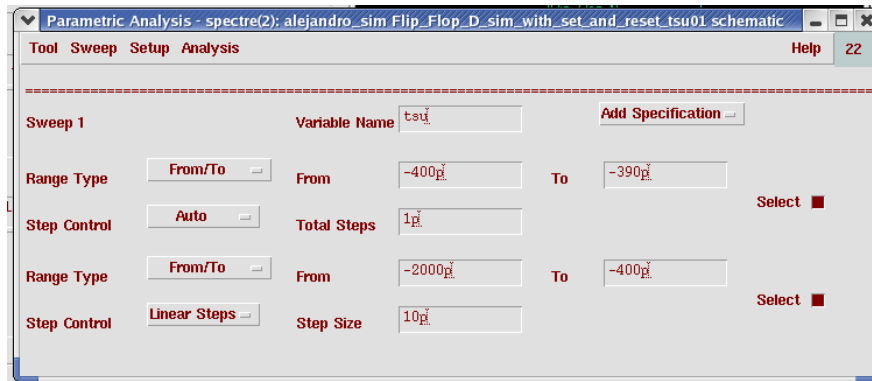 Parametric Analysis - spectre(2): alejandro_sim Flip_Flop_D_sim_with_set_and_reset_tsu01 schematic
Tool Sweep Setup Analysis Help 22
Sweep 1 Variable Name tsu Add Specification
Range Type From/To From -400p To -390p
Select
Step Control Auto Total Steps 1p
Range Type From/To From -2000p To -400p
Select
Step Control Linear Steps Step Size 10p